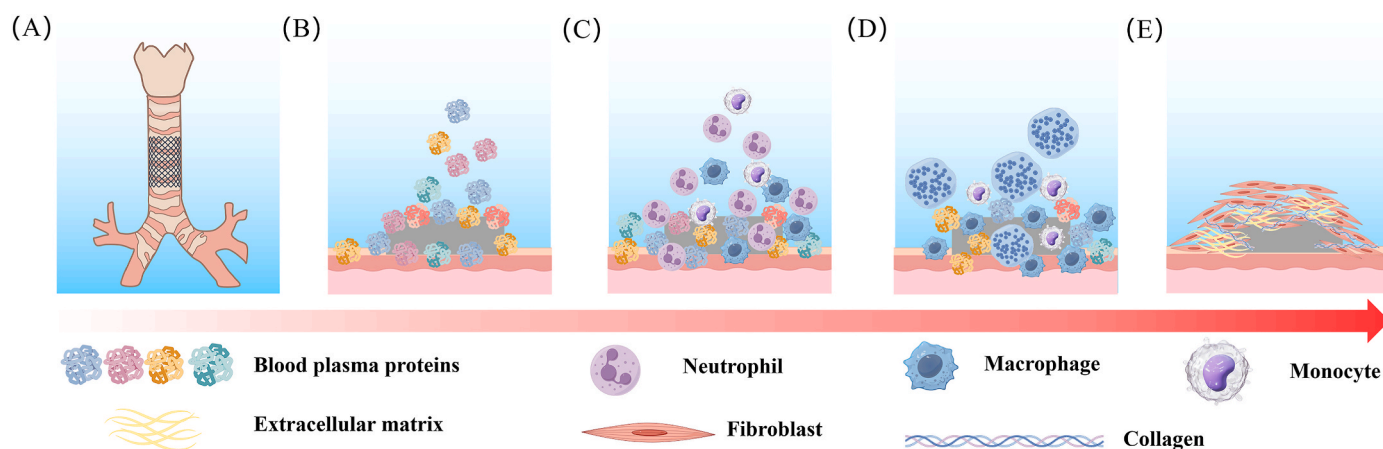 (A)
(B)
(C)
(D)
(E)
Blood plasma proteins
Neutrophil
Macrophage
Monocyte
Extracellular matrix
Fibroblast
Collagen